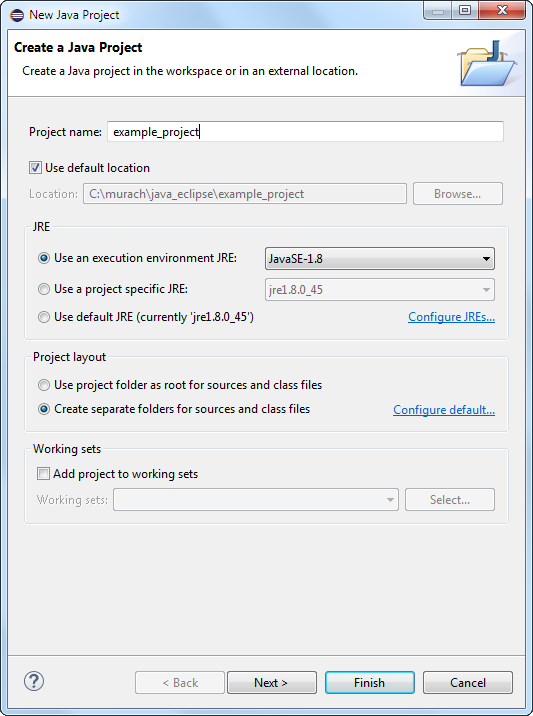 New Java Project
Create a Java Project
Create a Java project in the workspace or in an external location.
Project name: example_project
Use default location
Location: C:\murach\java_eclipse\example_project Browse...
JRE
Use an execution environment JRE: JavaSE-1.8
Use a project specific JRE: jre1.8.0_45
Use default JRE (currently 'jre1.8.0_45') Configure JREs...
Project layout
Use project folder as root for sources and class files
Create separate folders for sources and class files Configure default...
Working sets
Add project to working sets
Working sets: Select...
? < Back Next > Finish Cancel